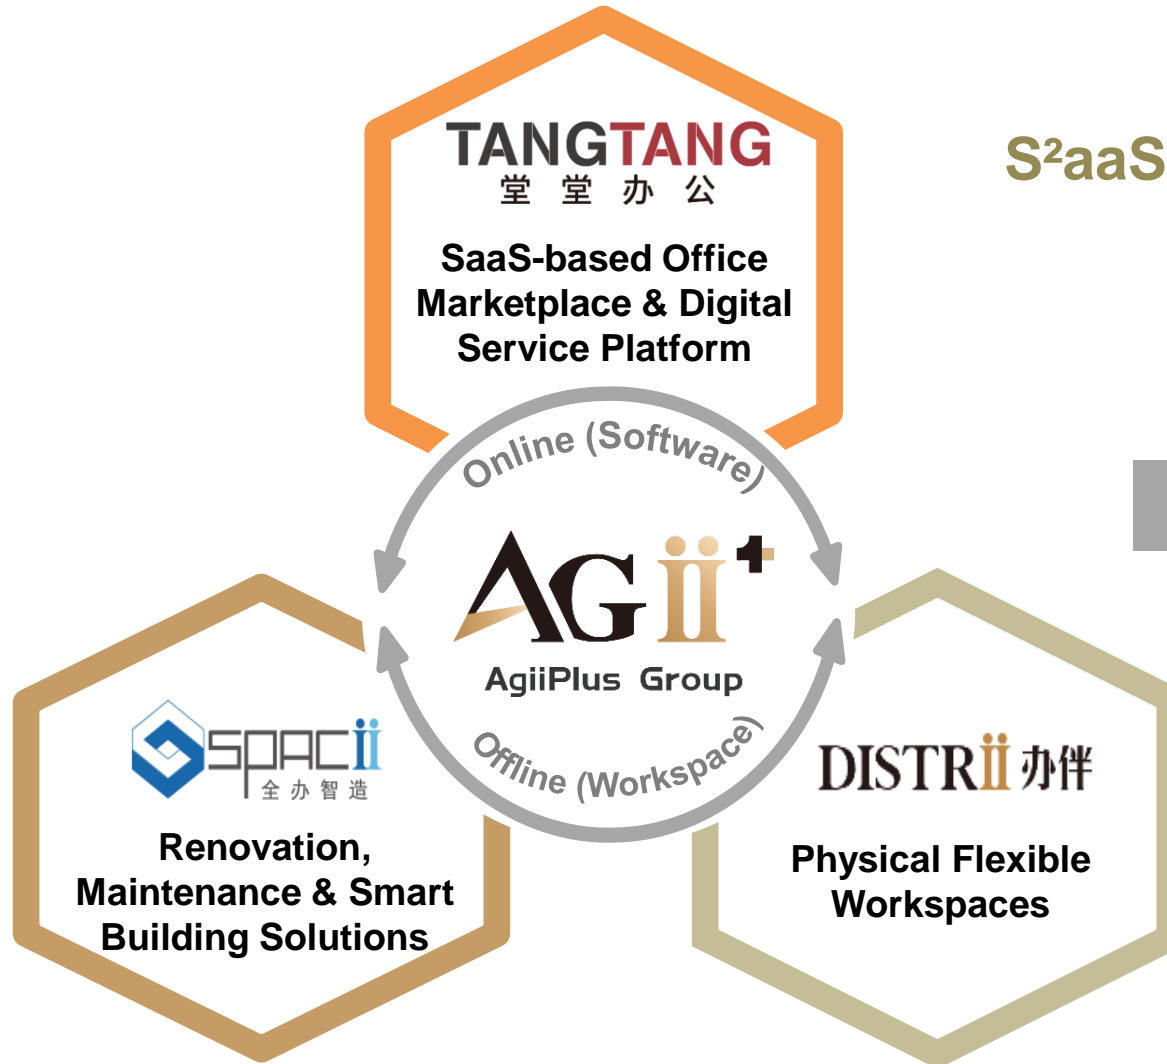 TANGTANG
堂堂办公
S²aaS
SaaS-based Office
Marketplace & Digital
Service Platform
Online (Software)
AGii+
AgiiPlus Group
Offline (Workspace)
SPACii
全办智造
Renovation,
Maintenance & Smart
Building Solutions
DISTRii 办伴
Physical Flexible
Workspaces